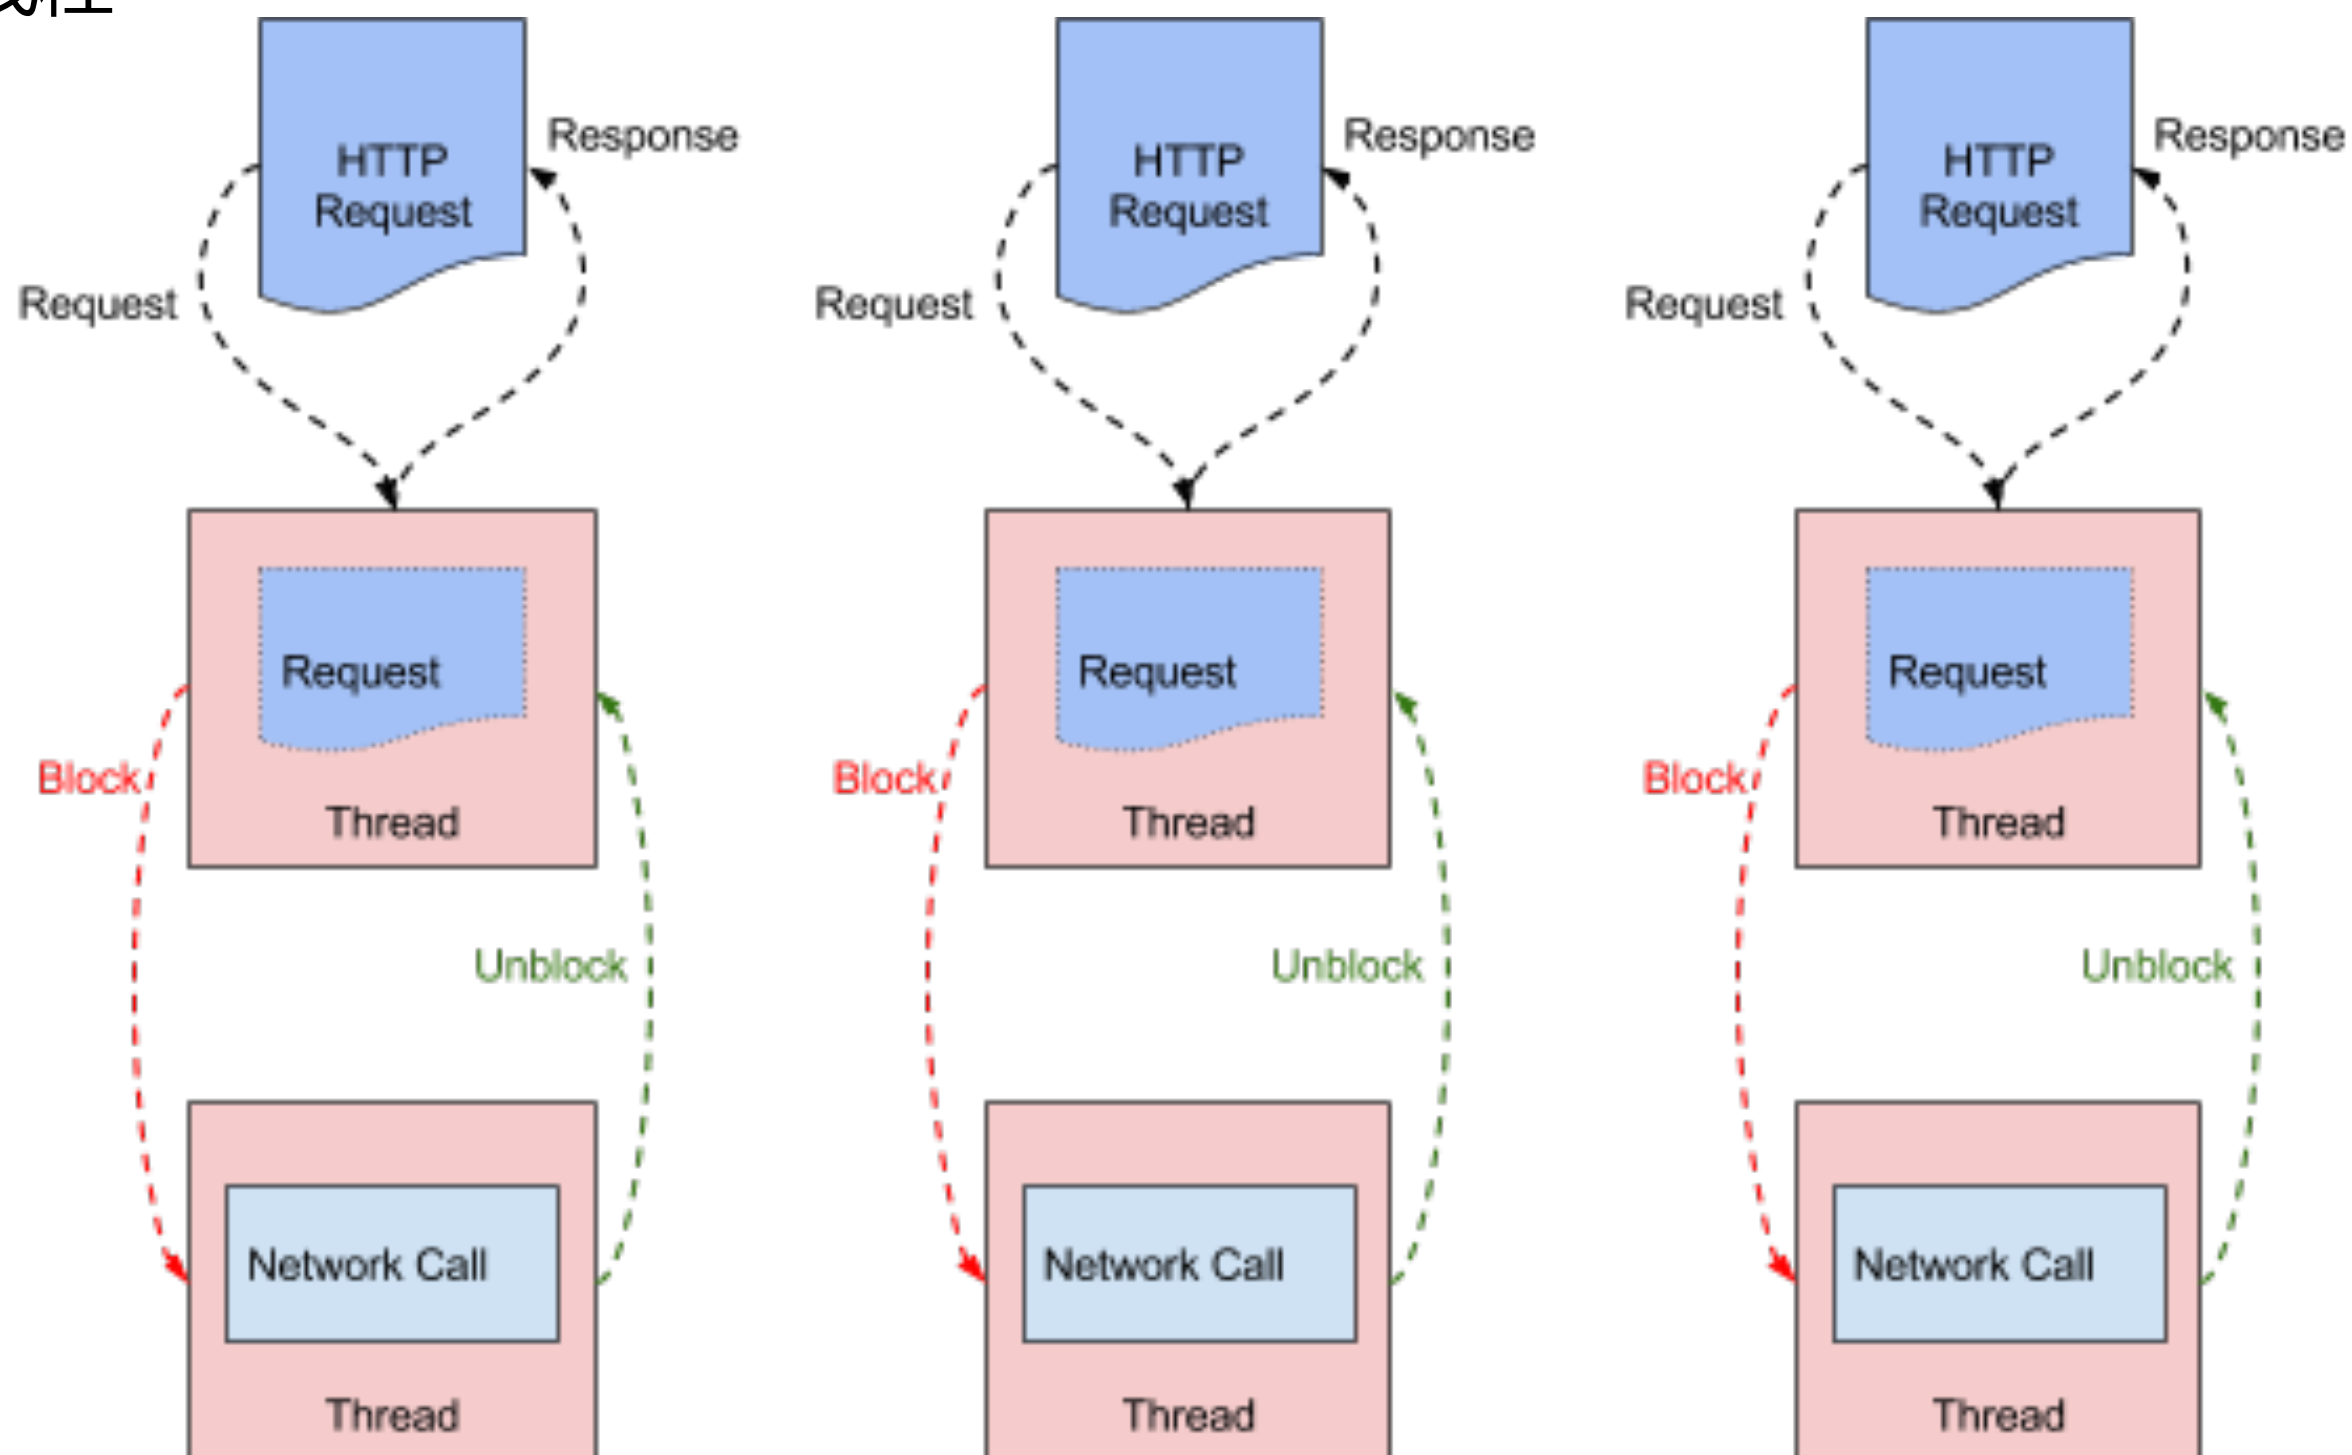 HTTP
Request
Response
Request
HTTP
Request
Response
Request
HTTP
Request
Response
Request
Request
Block
Thread
Unblock
Request
Block
Thread
Unblock
Request
Block
Thread
Unblock
Network Call
Thread
Network Call
Thread
Network Call
Thread